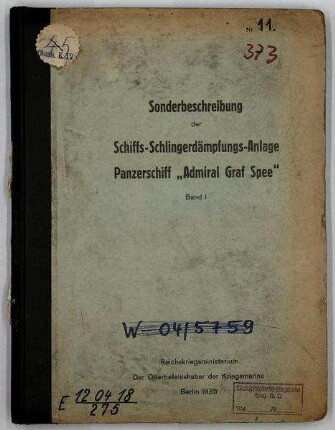 Nr. 11.
45
373
Sonderbeschreibung
der
Schiffs-Schlingerdämpfungs-Anlage
Panzerschiff „Admiral Graf Spee"
Band I
W-04/5759
Reichskriegsministerium
Der Oberbefehlshaber der Kriegsmarine
Berlin 1935
E 12 04 18
275